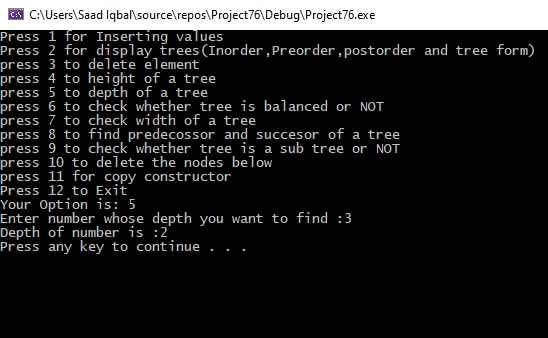 C:\Users\Saad Iqbal\source\repos\Project76\Debug\Project76.exe
Press 1 for Inserting values
Press 2 for display trees(Inorder,Preorder,postorder and tree form)
press 3 to delete element
Press 4 to height of a tree
press 5 to depth of a tree
press 6 to check whether tree is balanced or NOT
press 7 to check width of a tree
press 8 to find predecossor and succesor of a tree
press 9 to check whether tree is a sub tree or NOT
press 10 to delete the nodes below
press 11 for copy constructor
Press 12 to Exit
Your Option is: 5
Enter number whose depth you want to find :3
Depth of number is :2
Press any key to continue . . .